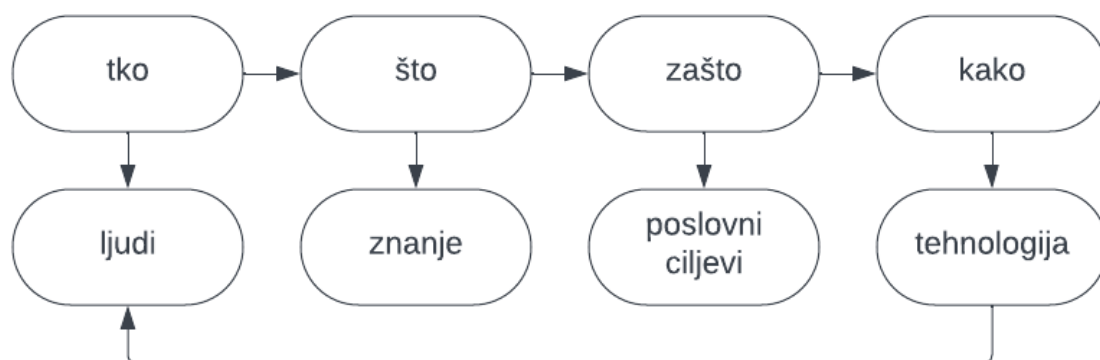 tko
što
zašto
kako
ljudi
znanje
poslovni
ciljevi
tehnologija